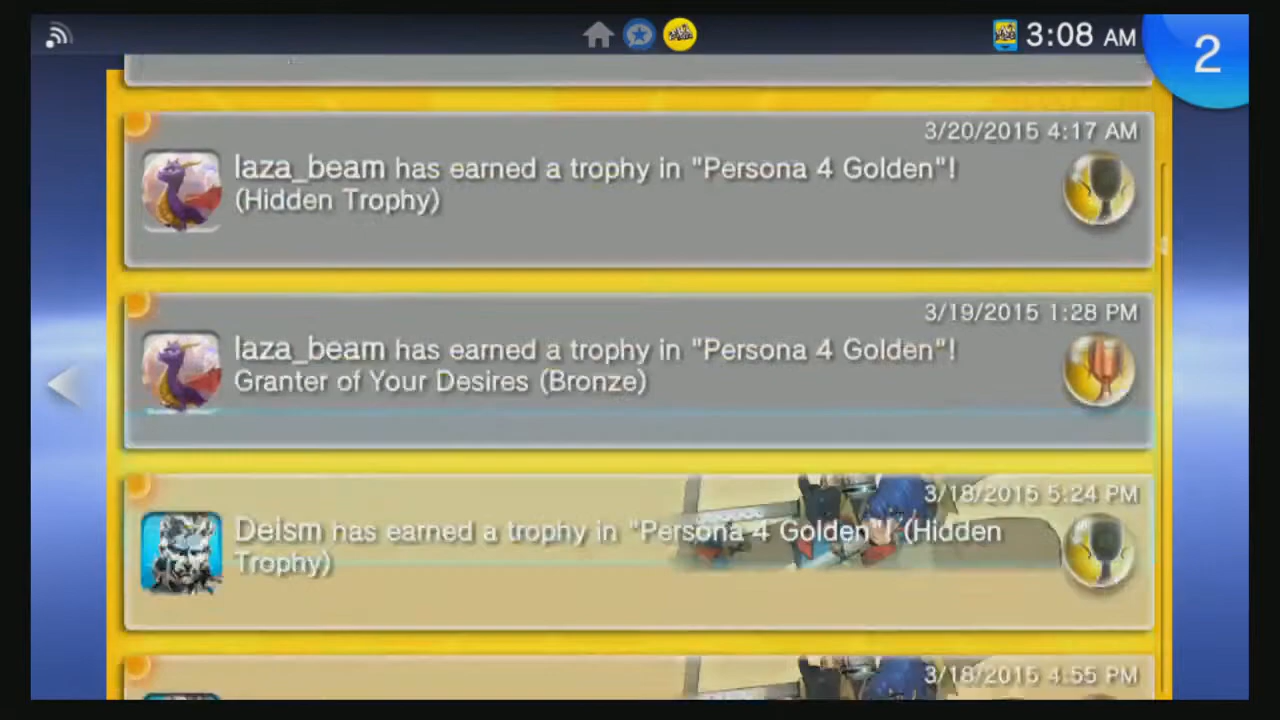 3:08 AM
2
3/20/2015 4:17 AM
laza_beam has earned a trophy in "Persona 4 Golden"!
(Hidden Trophy)
3/19/2015 1:28 PM
laza_beam has earned a trophy in "Persona 4 Golden"!
Granter of Your Desires (Bronze)
3/18/2015 5:24 PM
Deism has earned a trophy in "Persona 4 Golden"! (Hidden
Trophy)
3/18/2015 4:55 PM